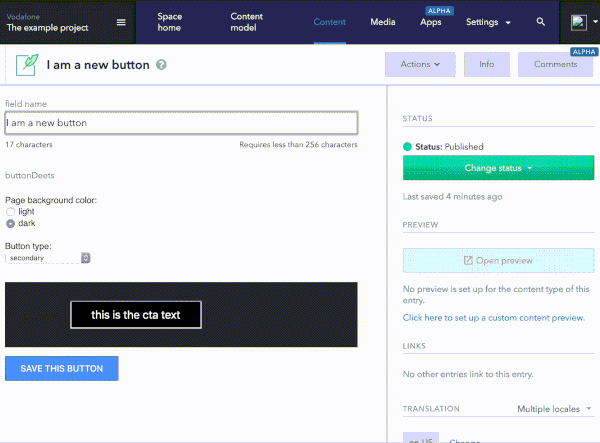 Vodafone
The example project
Space home
Content model
Content
Media
ALPHA
Apps
Settings
ALPHA
I am a new button
?
Actions
Info
Comments
field name
I am a new button
17 characters
Requires less than 256 characters
buttonDeets
Page background color:
light
dark
Button type:
secondary
this is the cta text
SAVE THIS BUTTON
STATUS
Status: Published
Change status
Last saved 4 minutes ago
PREVIEW
Open preview
No preview is set up for the content type of this
entry.
Click here to set up a custom content preview.
LINKS
No other entries link to this entry.
TRANSLATION
Multiple locales
en-US
Change